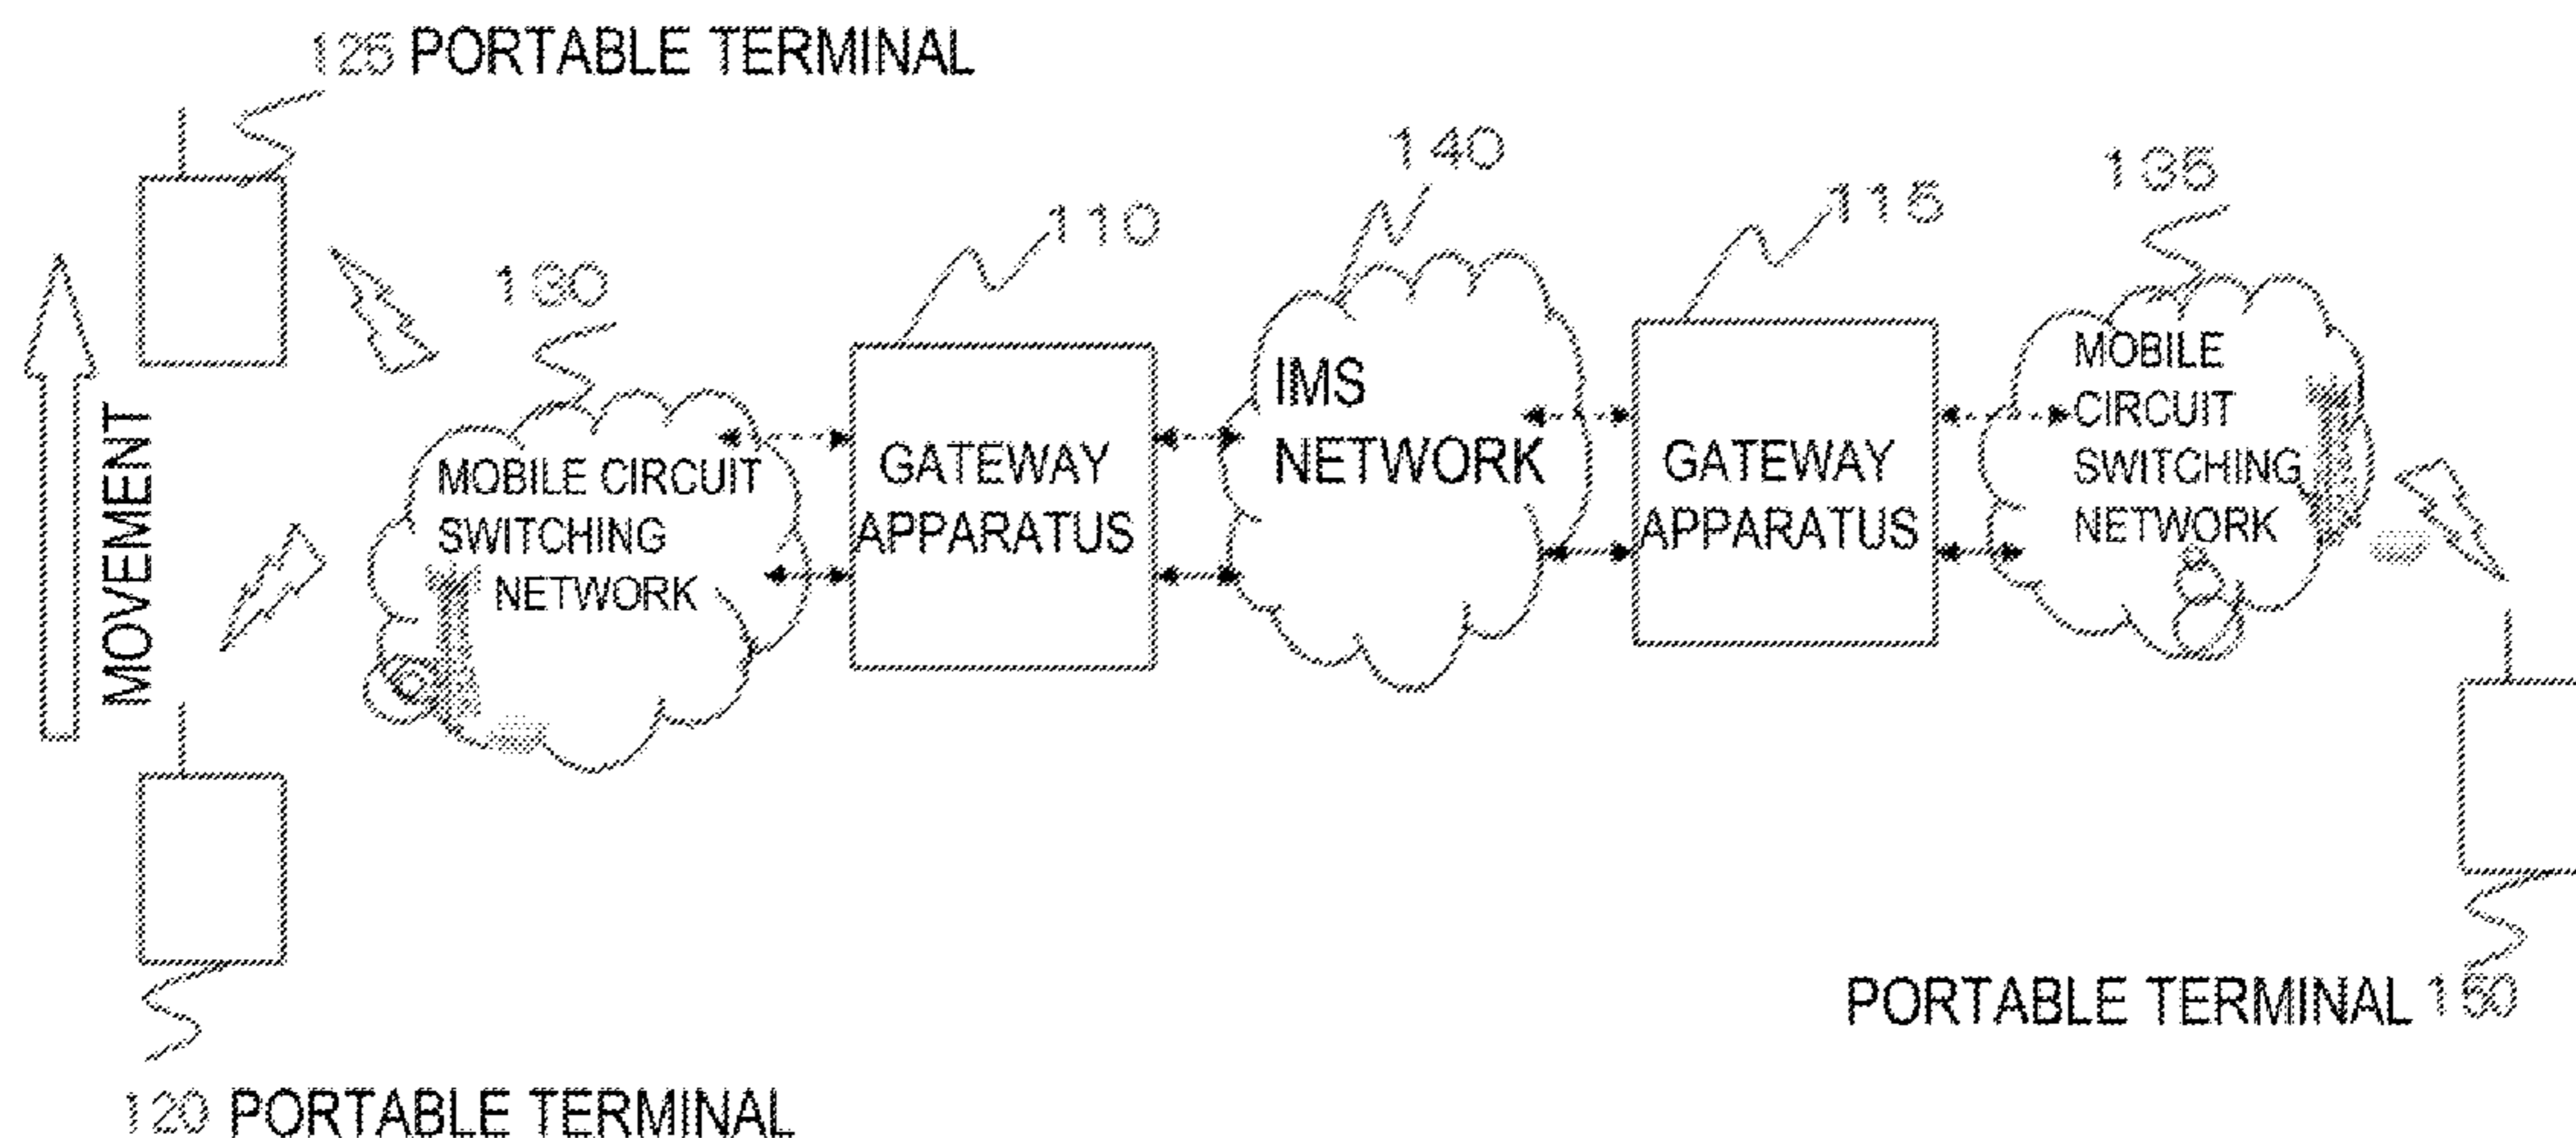 125 PORTABLE TERMINAL
140
135
115
110
130
MOBILE
CIRCUIT
SWITCHING
NETWORK
IMS
NETWORK
GATEWAY
APPARATUS
GATEWAY
APPARATUS
MOBILE CIRCUIT
SWITCHING
NETWORK
MOVEMENT
PORTABLE TERMINAL 150
120 PORTABLE TERMINAL